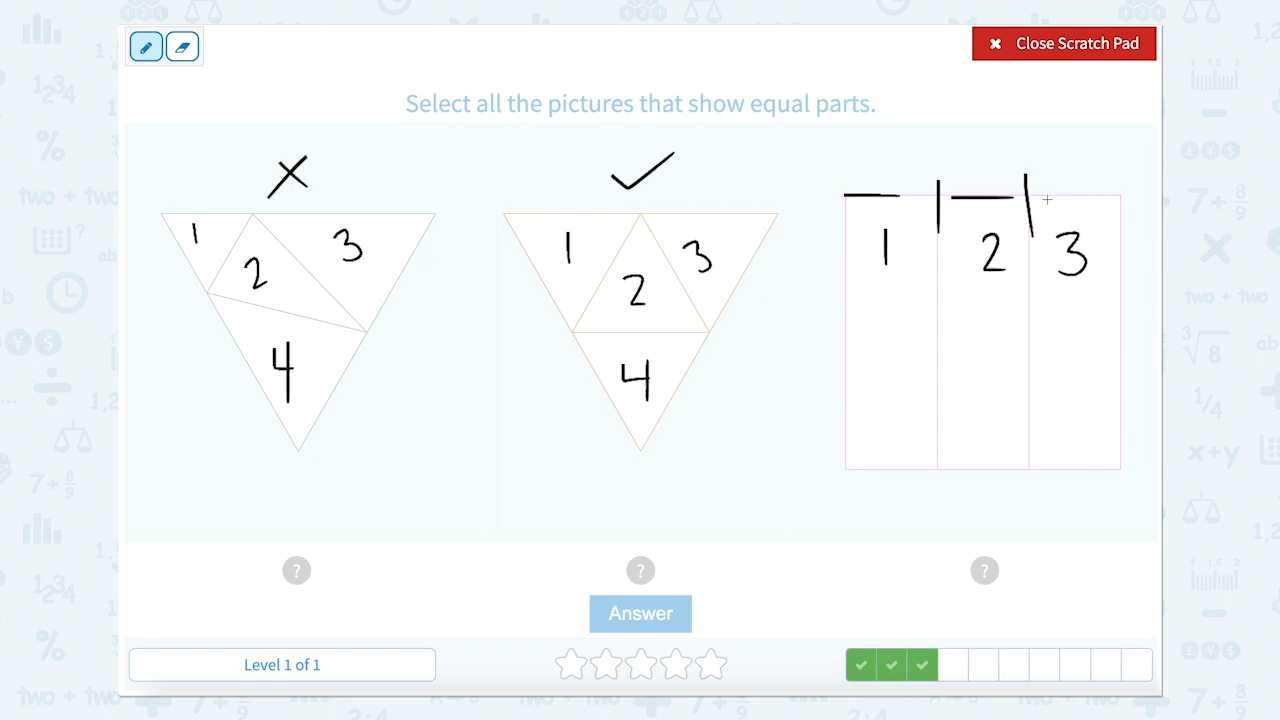 Close Scratch Pad
Select all the pictures that show equal parts.
1 2 3 4
1 2 3 4
1 2 3
? ? ?
Answer
Level 1 of 1